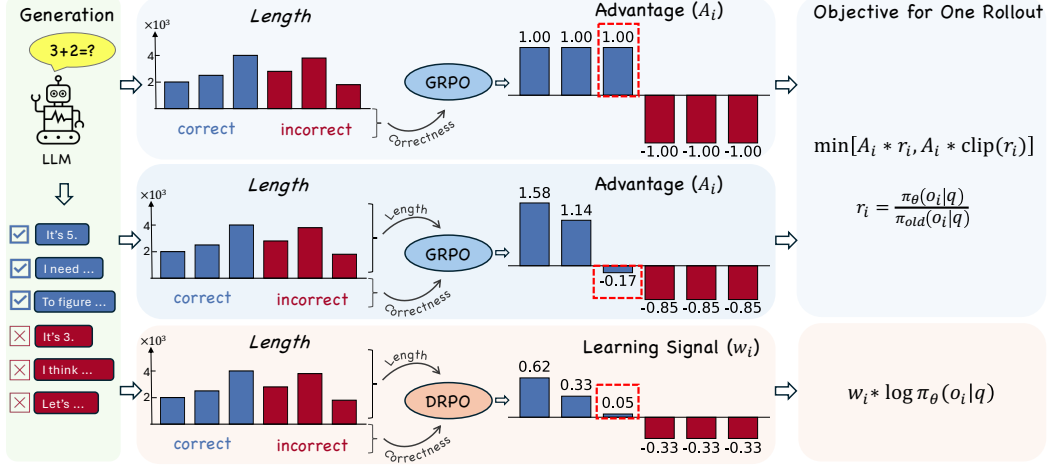 Generation
3+2=?
LLM
It's 5.
I need ...
To figure ...
It's 3.
I think ...
Let's ...
Length
×10³
4
2
correct
incorrect
Correctness
GRPO
Advantage (Aᵢ)
1.00
1.00
1.00
-1.00
-1.00
-1.00
Length
×10³
4
2
correct
incorrect
Length
Correctness
GRPO
Advantage (Aᵢ)
1.58
1.14
-0.17
-0.85
-0.85
-0.85
Length
×10³
4
2
correct
incorrect
Length
Correctness
DRPO
Learning Signal (wᵢ)
0.62
0.33
0.05
-0.33
-0.33
-0.33
Objective for One Rollout
min[Aᵢ * rᵢ, Aᵢ * clip(rᵢ)]
rᵢ = π_θ(oᵢ|q) / π_old(oᵢ|q)
wᵢ * log π_θ(oᵢ|q)